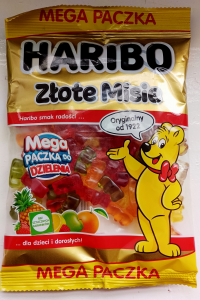 MEGA PACZKA
HARIBO
Złote Misie
Haribo smak radości ...
Oryginalny
od 1922
Mega
PACZKA DO
DZIELENIA
... dla dzieci i dorosłych!
MEGA PACZKA